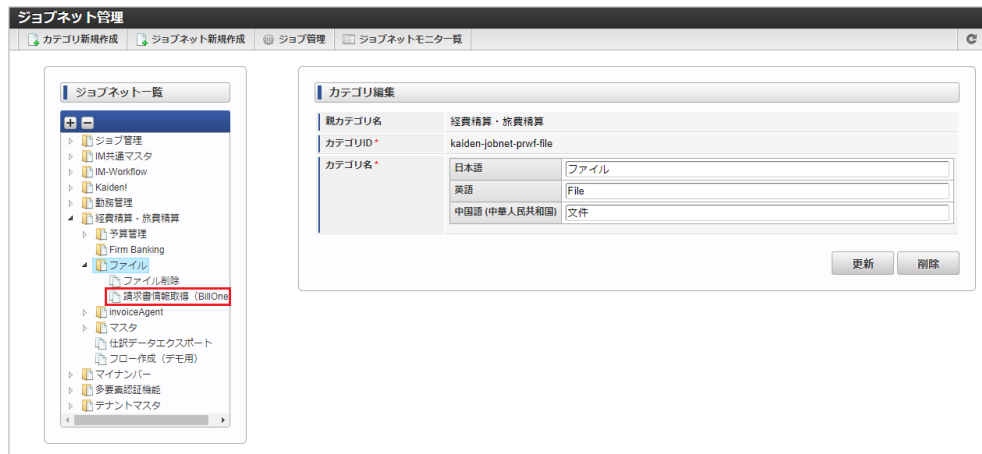 ジョブネット管理
カテゴリ新規作成 ジョブネット新規作成 ジョブ管理 ジョブネットモニタ一覧
ジョブネット一覧
ジョブ管理
IM共通マスタ
IM-Workflow
Kaiden!
勤務管理
経費精算・旅費精算
予算管理
Firm Banking
ファイル
ファイル削除
請求書情報取得（BillOne
invoiceAgent
マスタ
仕訳データエクスポート
フロー作成（デモ用）
マイナンバー
多要素認証機能
テナントマスタ
カテゴリ編集
親カテゴリ名 経費精算・旅費精算
カテゴリID* kaiden-jobnet-prwf-file
カテゴリ名*
日本語 ファイル
英語 File
中国語 (中華人民共和国) 文件
更新 削除